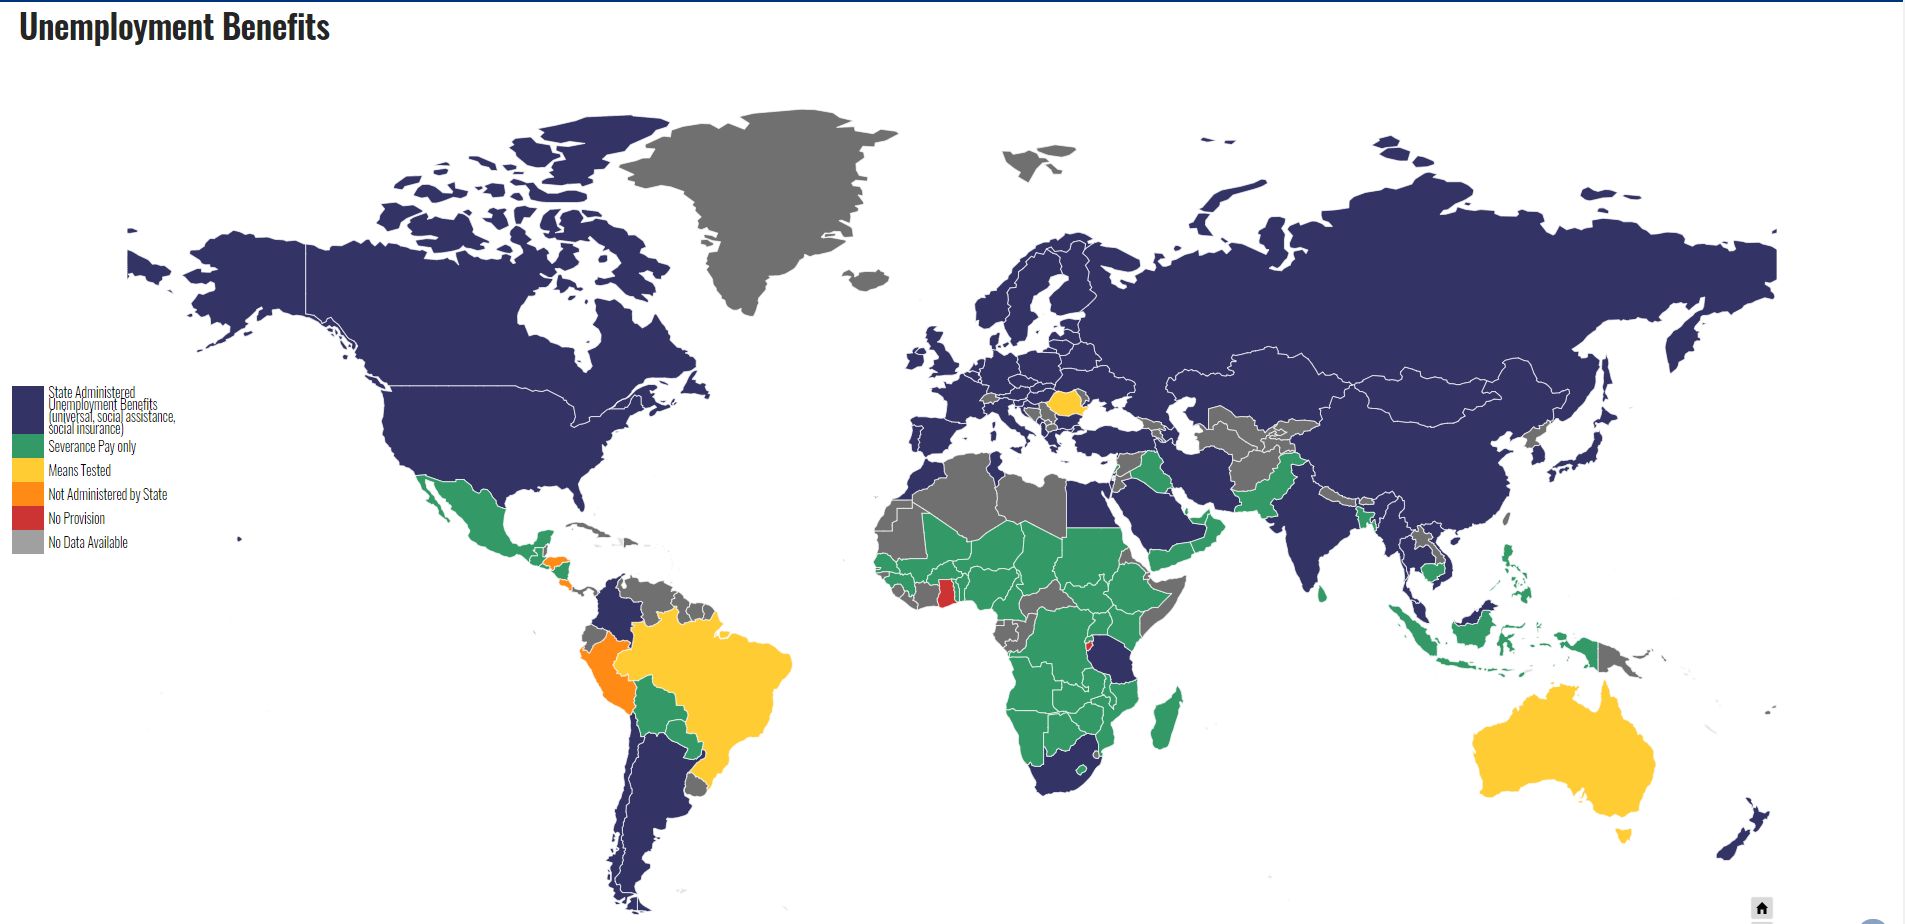 Unemployment Benefits
State Administered
Unemployment Benefits
(universal, social assistance,
social insurance)
Severance Pay only
Means Tested
Not Administered by State
No Provision
No Data Available